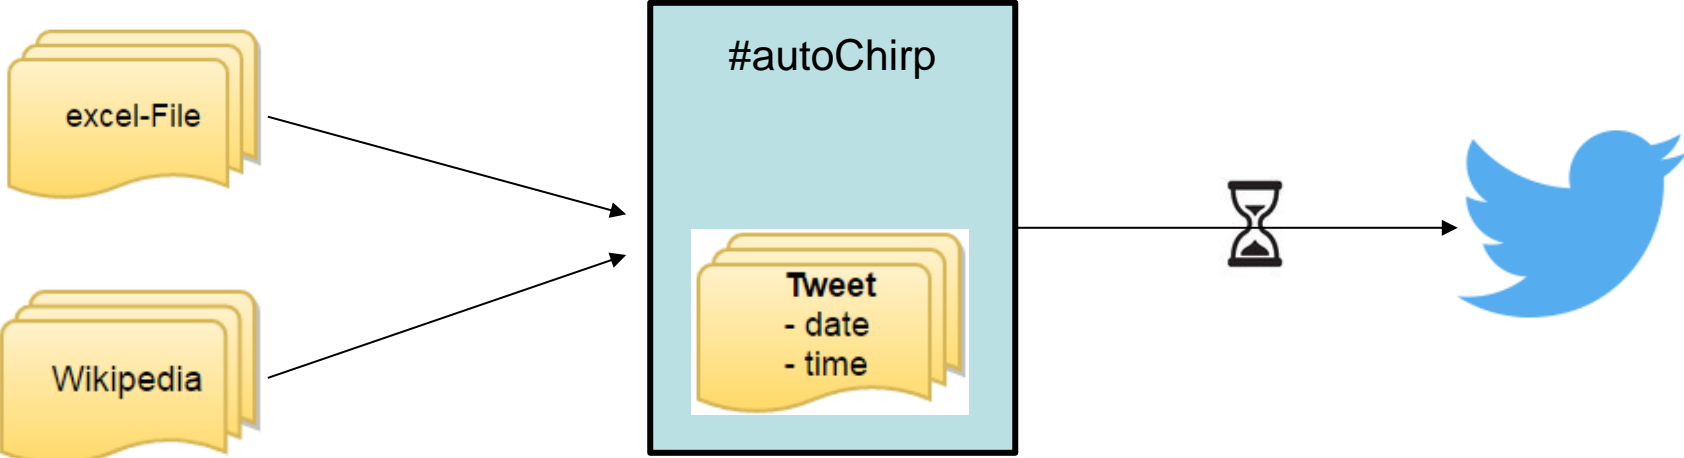 excel-File
Wikipedia
#autoChirp
Tweet
- date
- time